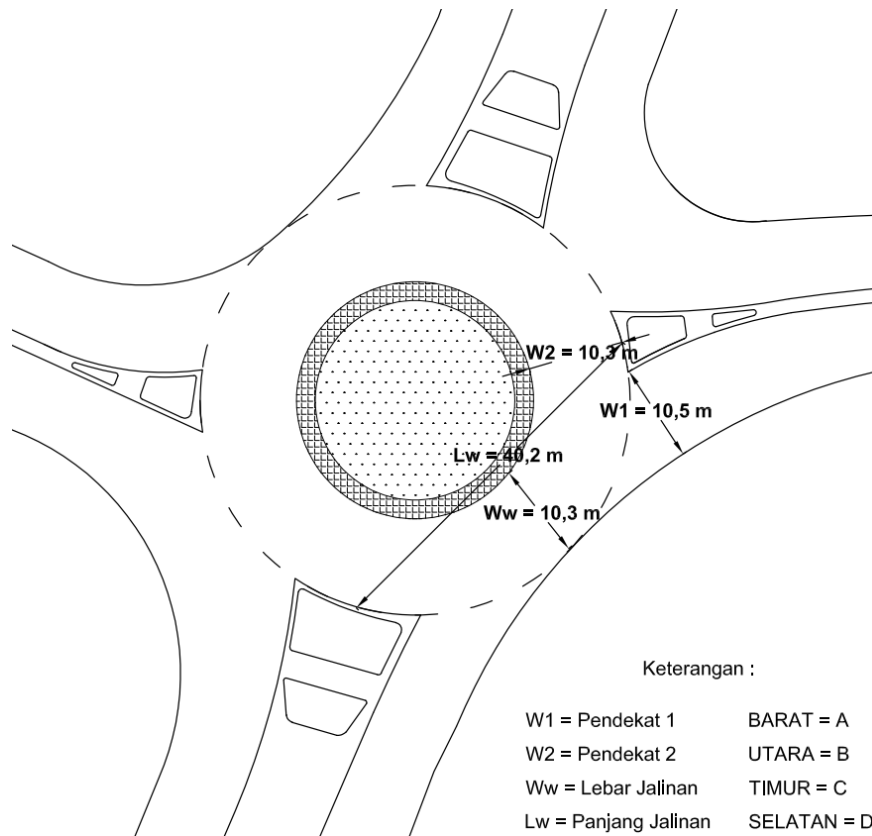 W2 = 10,3 m
W1 = 10,5 m
Lw = 40,2 m
Ww = 10,3 m
Keterangan :
W1 = Pendekat 1 BARAT = A
W2 = Pendekat 2 UTARA = B
Ww = Lebar Jalinan TIMUR = C
Lw = Panjang Jalinan SELATAN = D